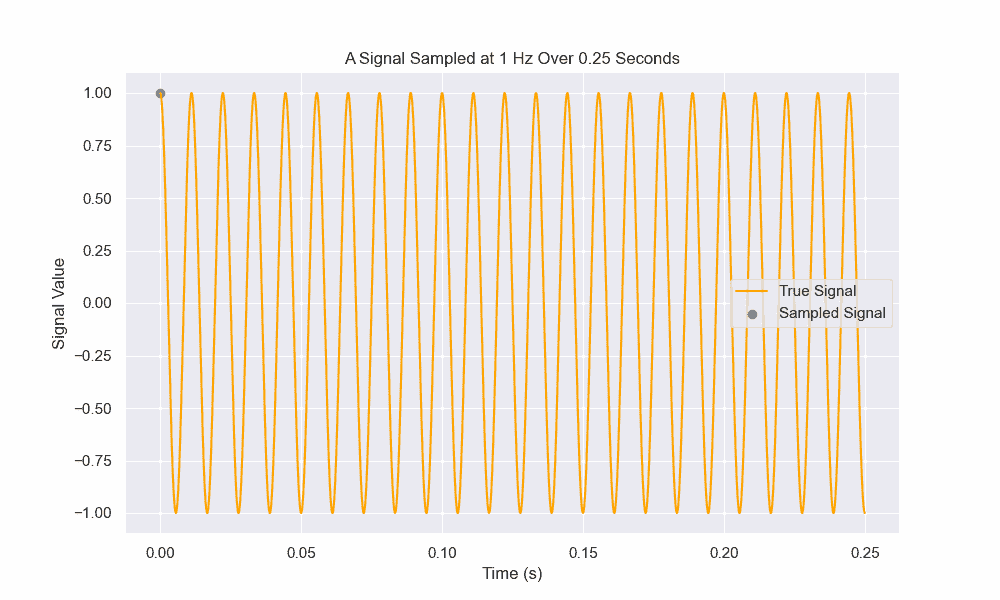 A Signal Sampled at 1 Hz Over 0.25 Seconds
1.00
0.75
0.50
0.25
0.00
−0.25
−0.50
−0.75
−1.00
Signal Value
True Signal
Sampled Signal
0.00 0.05 0.10 0.15 0.20 0.25
Time (s)